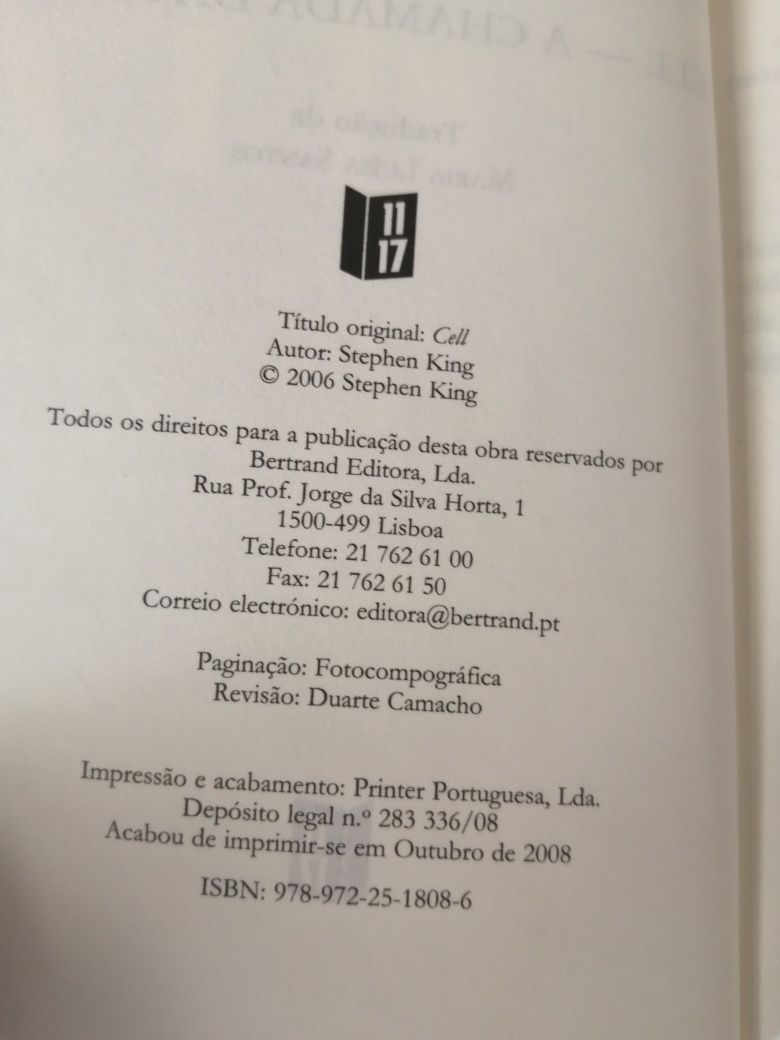 11
17
Título original: Cell
Autor: Stephen King
© 2006 Stephen King
Todos os direitos para a publicação desta obra reservados por
Bertrand Editora, Lda.
Rua Prof. Jorge da Silva Horta, 1
1500-499 Lisboa
Telefone: 21 762 61 00
Fax: 21 762 61 50
Correio electrónico: editora@bertrand.pt
Paginação: Fotocompográfica
Revisão: Duarte Camacho
Impressão e acabamento: Printer Portuguesa, Lda.
Depósito legal n.º 283 336/08
Acabou de imprimir-se em Outubro de 2008
ISBN: 978-972-25-1808-6